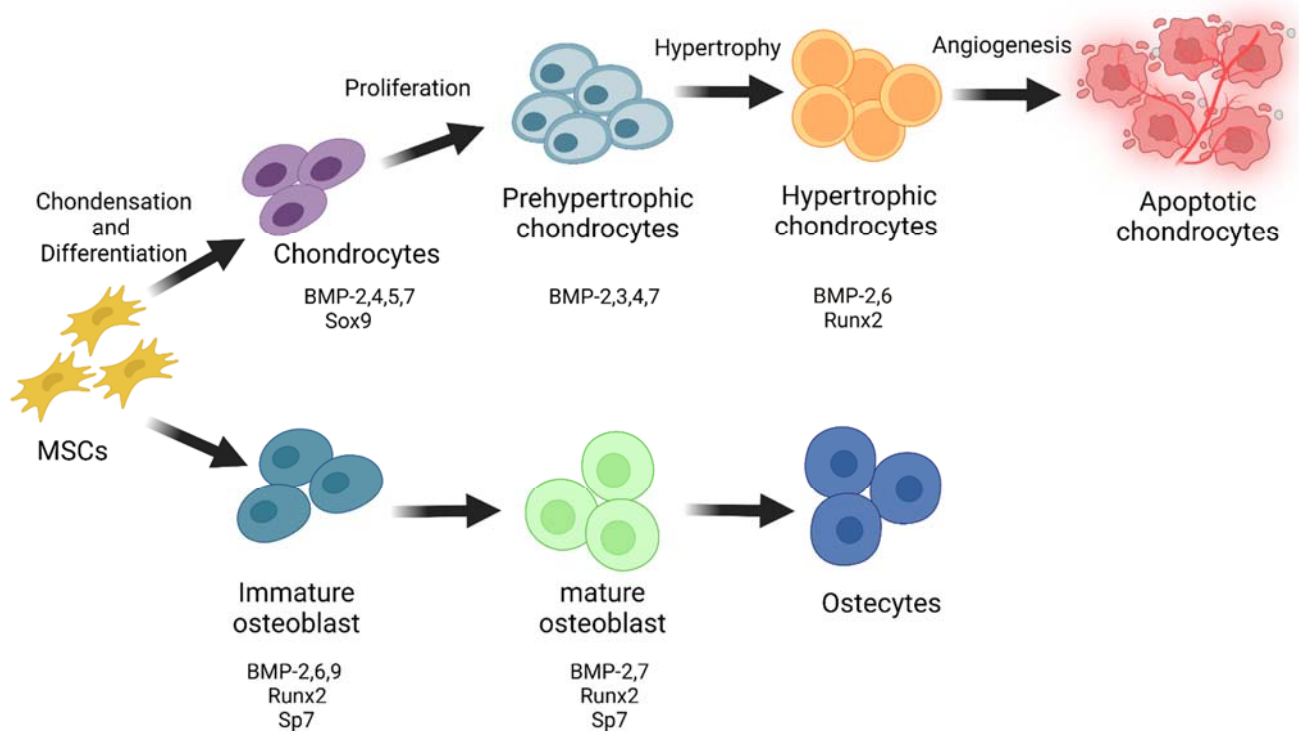 Chondensation
and
Differentiation
Proliferation
Hypertrophy
Angiogenesis
Chondrocytes
BMP-2,4,5,7
Sox9
Prehypertrophic
chondrocytes
BMP-2,3,4,7
Hypertrophic
chondrocytes
BMP-2,6
Runx2
Apoptotic
chondrocytes
MSCs
Immature
osteoblast
BMP-2,6,9
Runx2
Sp7
mature
osteoblast
BMP-2,7
Runx2
Sp7
Ostecytes